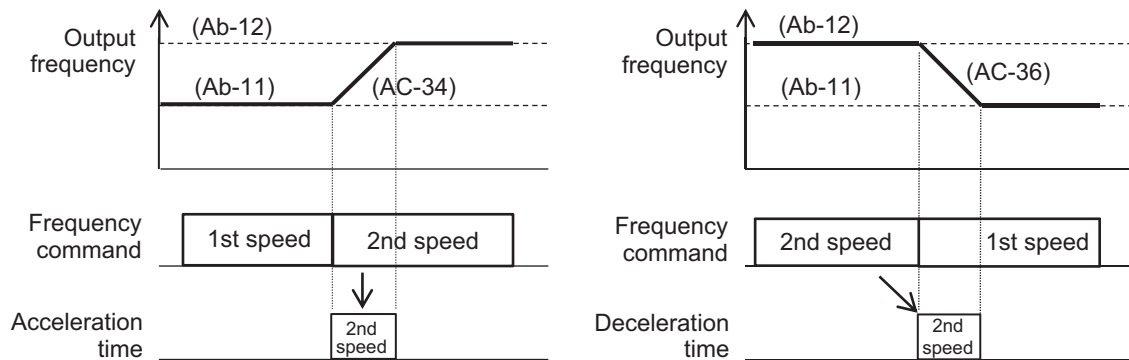 Output
frequency
(Ab-12)
(Ab-11)
(AC-34)
Frequency
command
1st speed
2nd speed
Acceleration
time
2nd
speed
Output
frequency
(Ab-12)
(Ab-11)
(AC-36)
Frequency
command
2nd speed
1st speed
Deceleration
time
2nd
speed